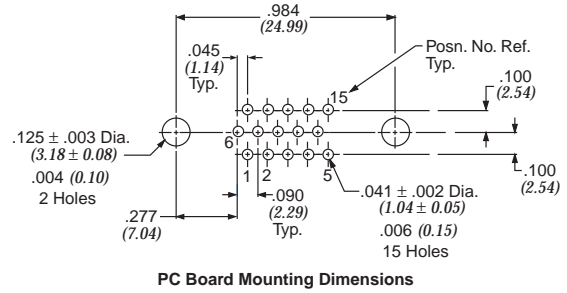 .984
(24.99)
.045
(1.14)
Typ.
Posn. No. Ref.
Typ.
15
.100
(2.54)
6
.125 ± .003 Dia.
(3.18 ± 0.08)
.004 (0.10)
2 Holes
1 2 5
.277
(7.04)
.090
(2.29)
Typ.
.041 ± .002 Dia.
(1.04 ± 0.05)
.006 (0.15)
15 Holes
.100
(2.54)
PC Board Mounting Dimensions